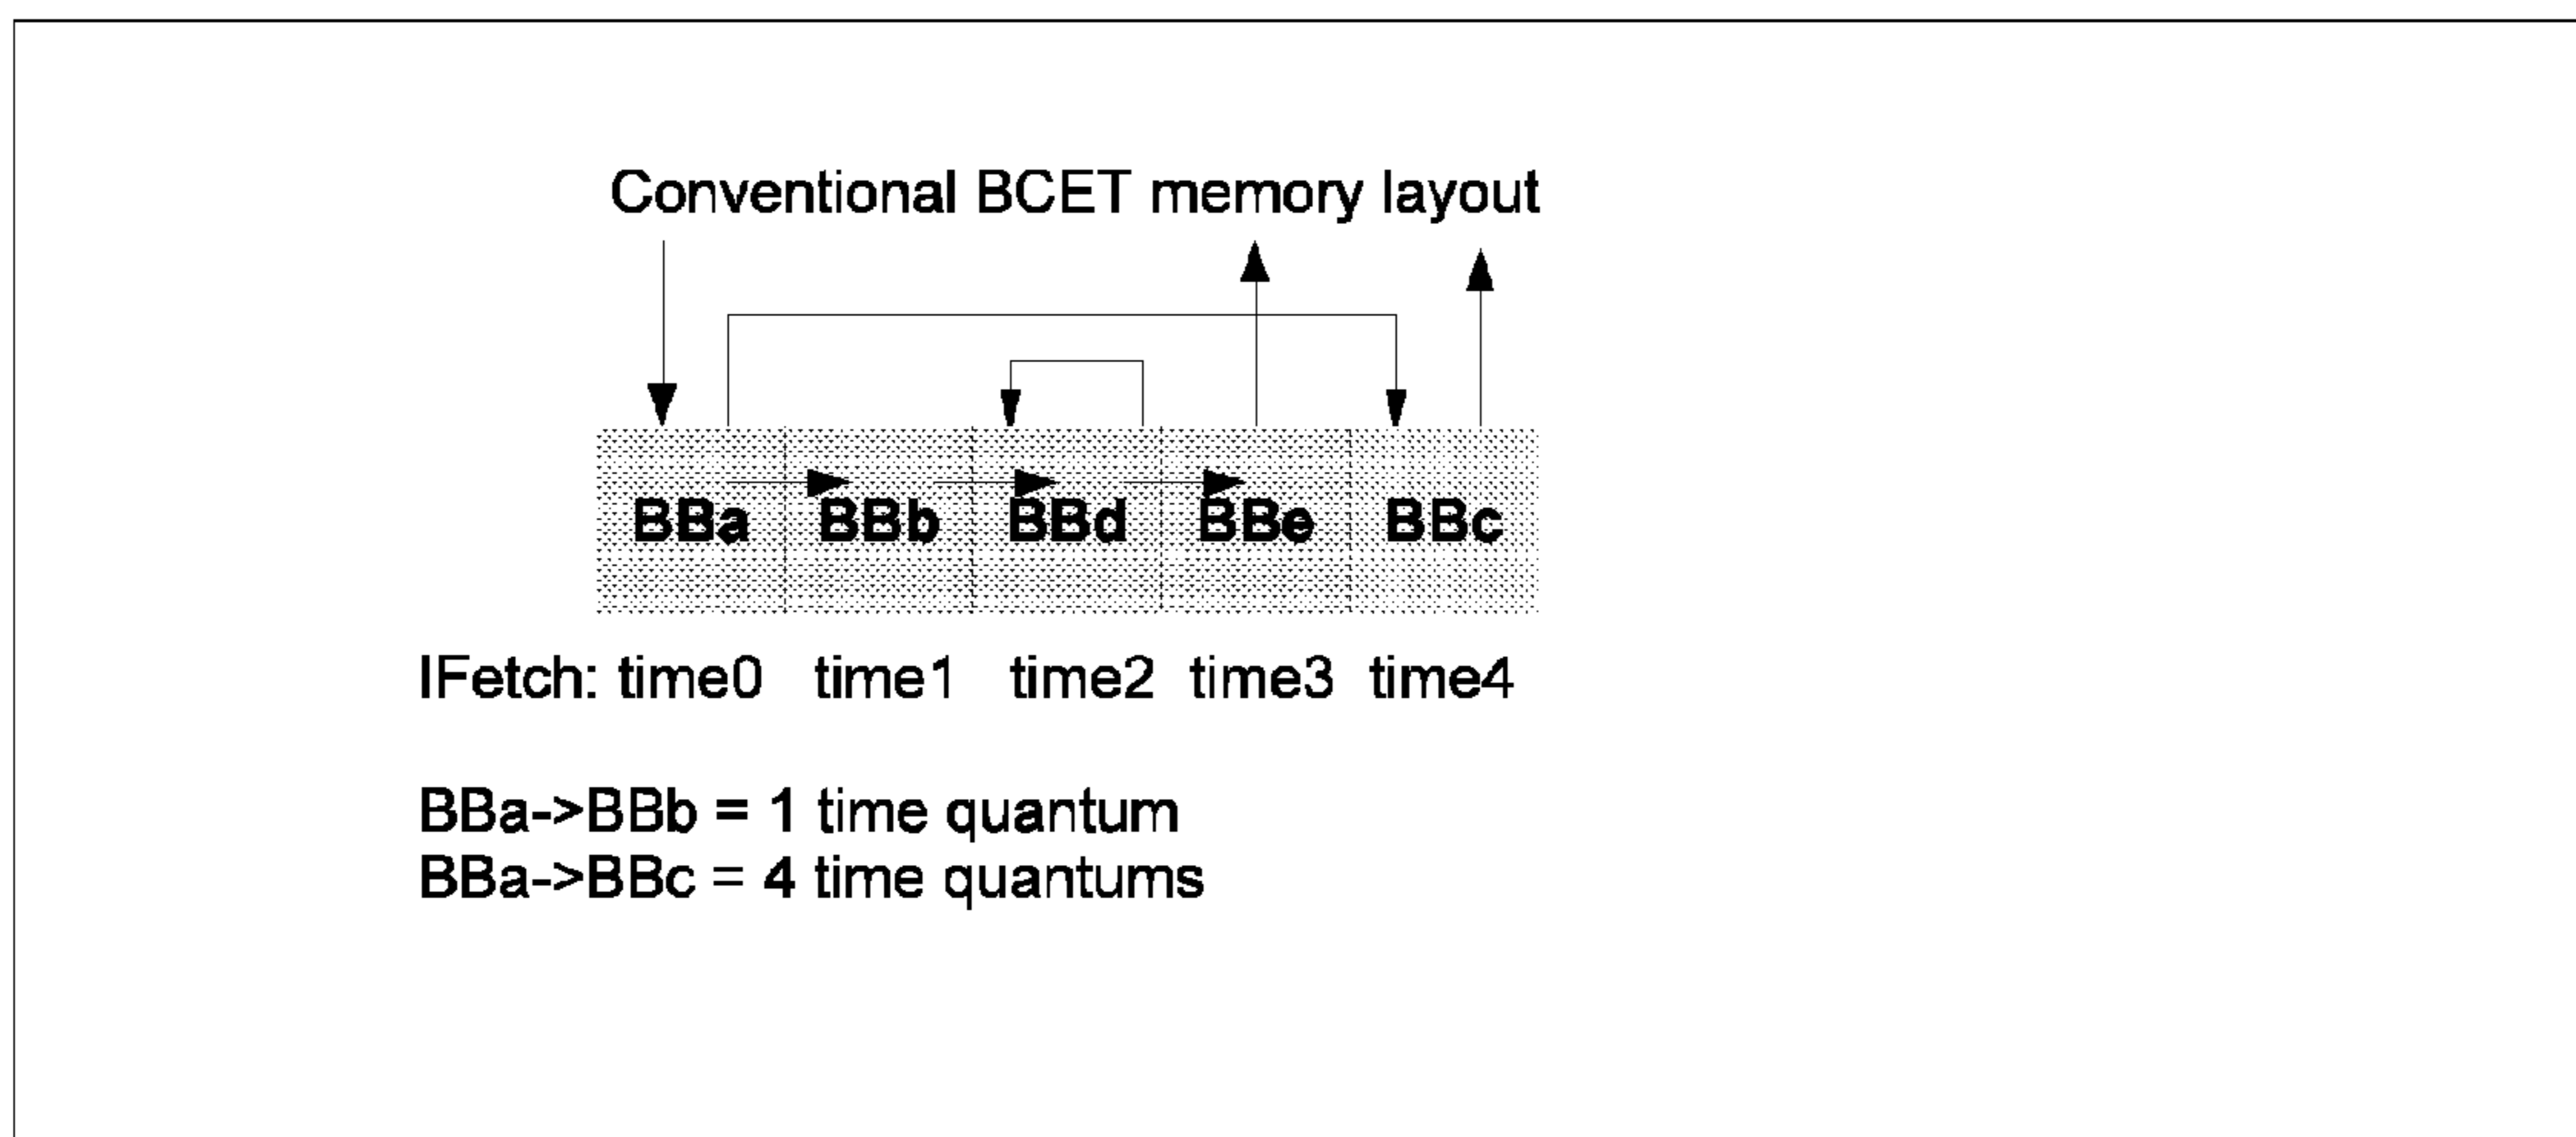 Conventional BCET memory layout
BBa BBb BBd BBe BBc
IFetch: time0 time1 time2 time3 time4
BBa->BBb = 1 time quantum
BBa->BBc = 4 time quantums